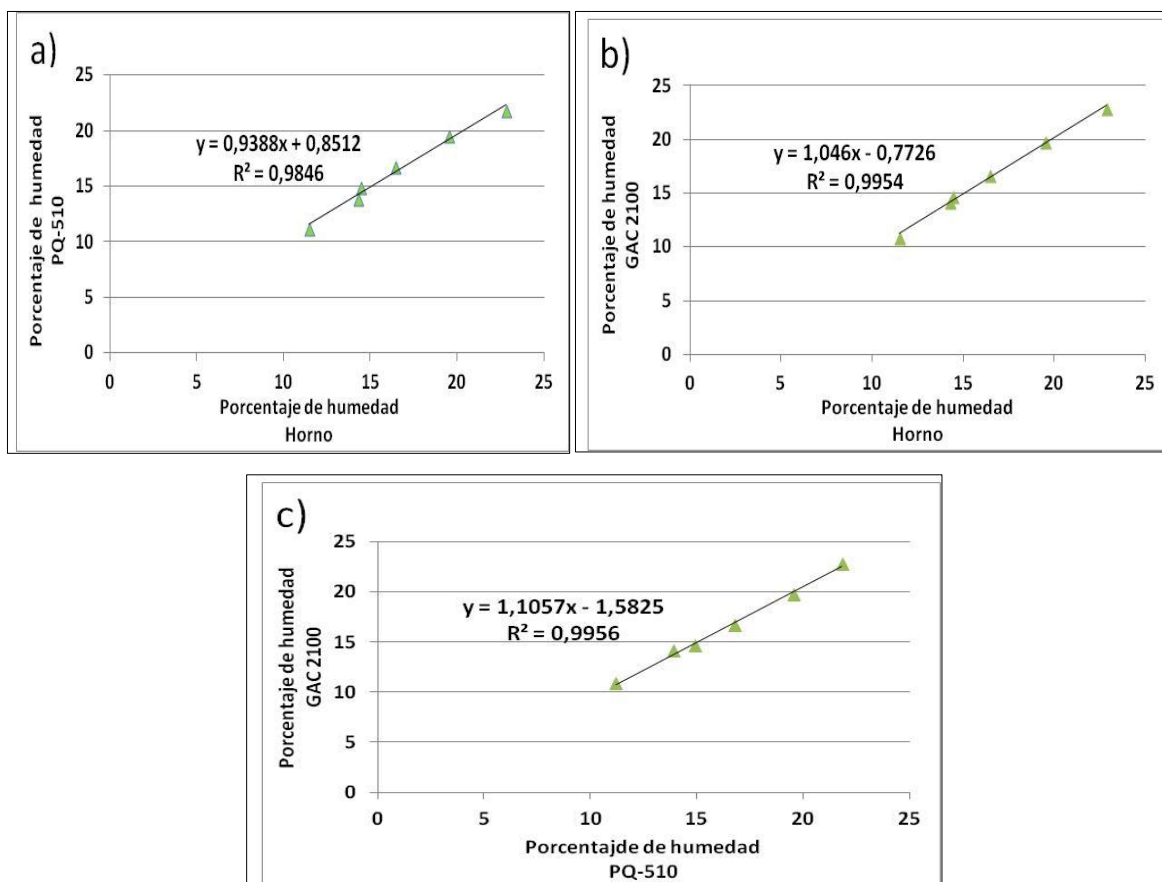 a)
Porcentaje de humedad
PQ-510
25
20
15
10
5
0
y = 0,9388x + 0,8512
R² = 0,9846
0 5 10 15 20 25
Porcentaje de humedad
Horno
b)
Porcentaje de humedad
GAC 2100
25
20
15
10
5
0
y = 1,046x - 0,7726
R² = 0,9954
0 5 10 15 20 25
Porcentaje de humedad
Horno
c)
Porcentaje de humedad
GAC 2100
25
20
15
10
5
0
y = 1,1057x - 1,5825
R² = 0,9956
0 5 10 15 20 25
Porcentajde de humedad
PQ-510